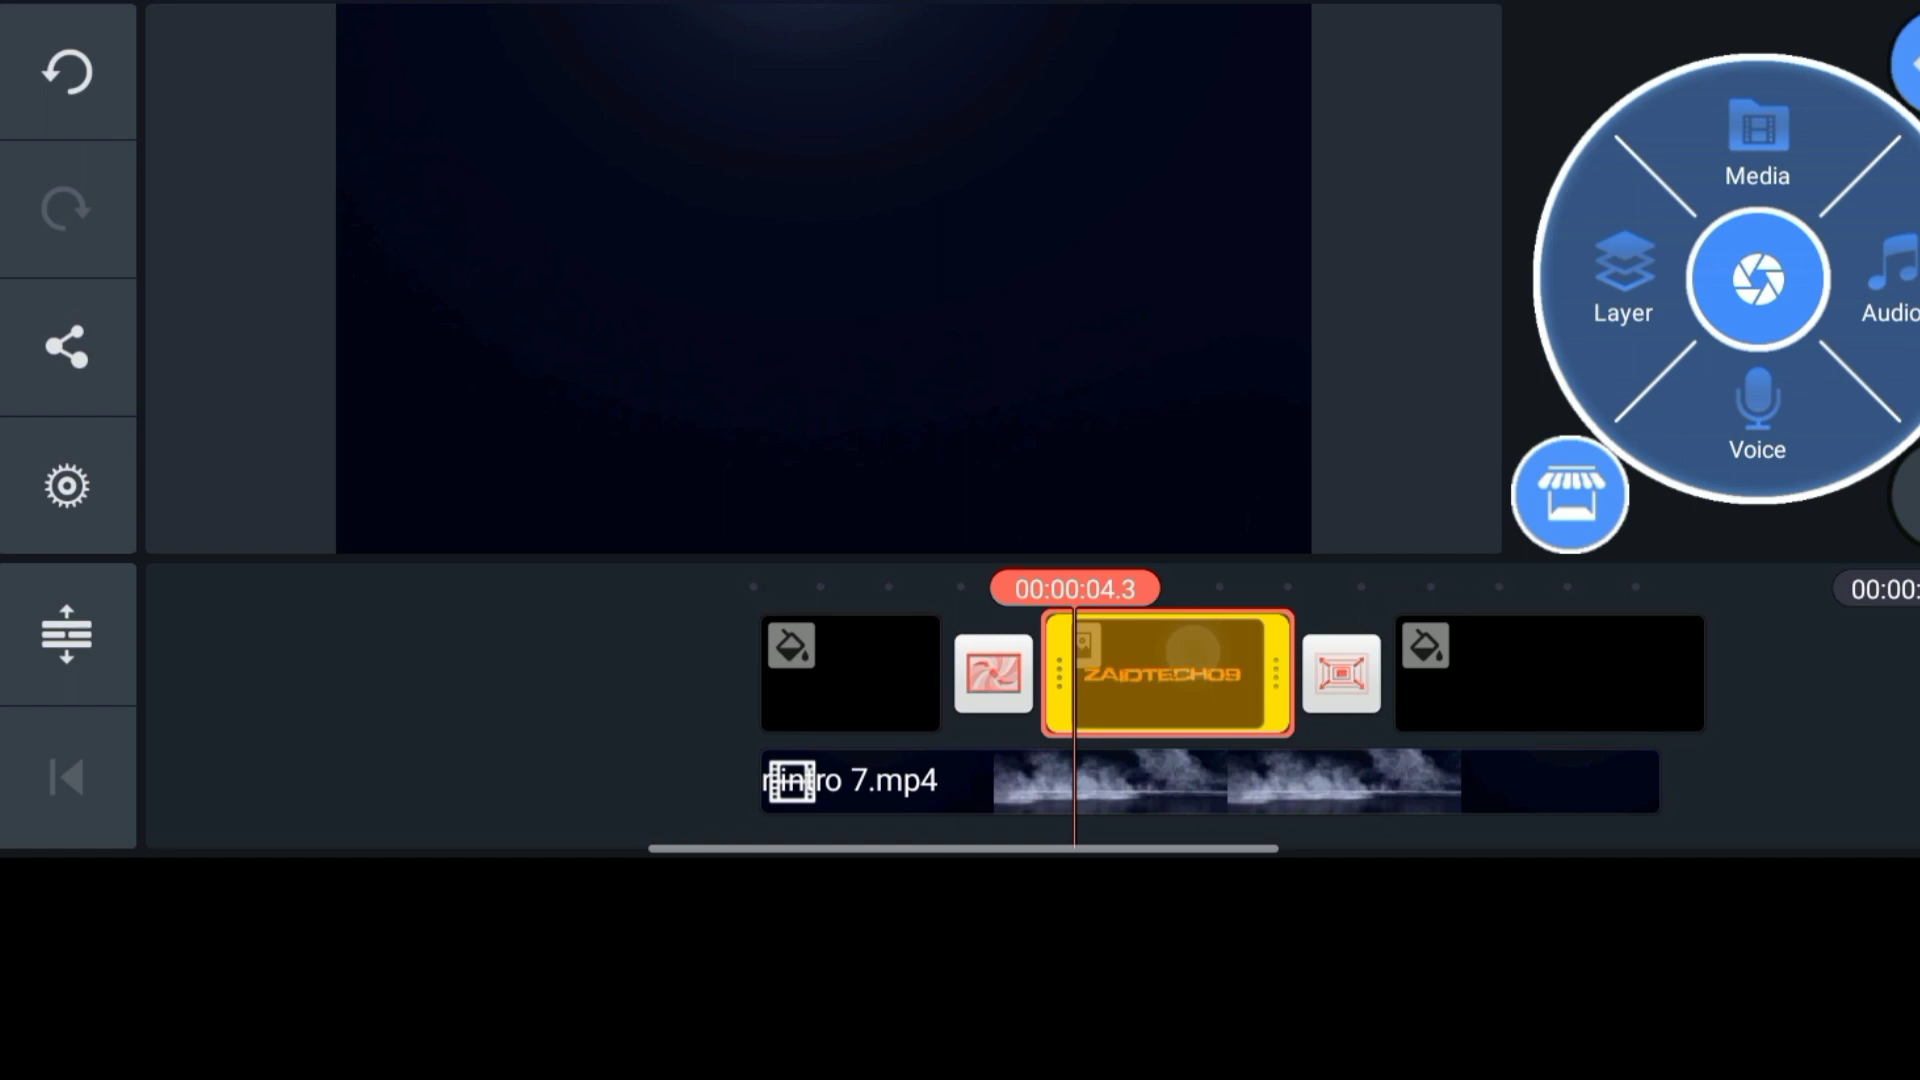 Media
Layer
Audio
Voice
00:00:04.3
00:00:
ZAIDTECH09
intro 7.mp4